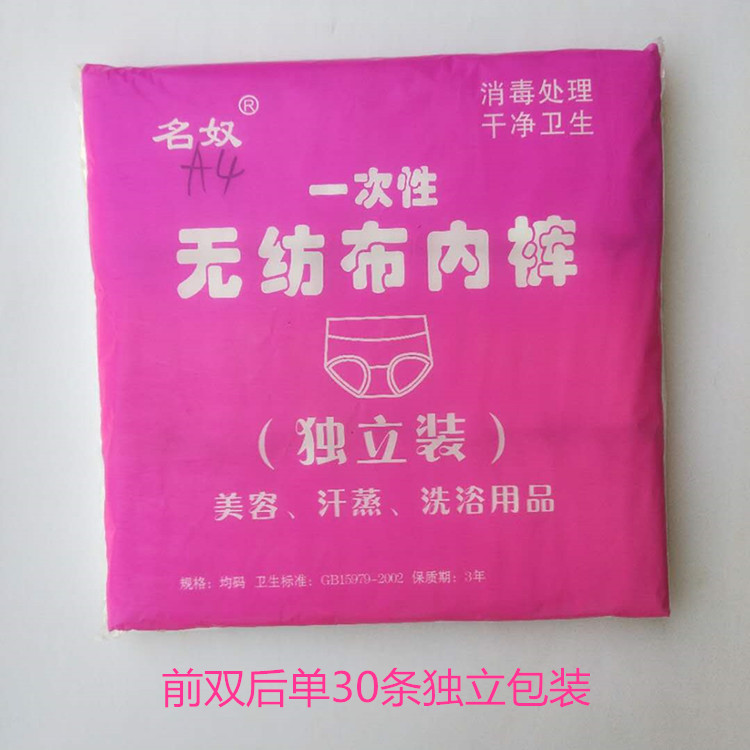 名奴®
A4
消毒处理
干净卫生
一次性
无纺布内裤
（独立装）
美容、汗蒸、洗浴用品
规格：均码 卫生标准：GB15979-2002 保质期：3年
前双后单30条独立包装